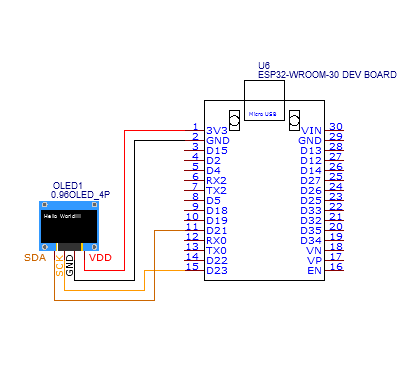 U6
ESP32-WROOM-30 DEV BOARD
Micro USB
1 3V3 VIN 30
2 GND GND 29
3 D15 D13 28
4 D2 D12 27
5 D4 D14 26
6 RX2 D27 25
7 TX2 D26 24
8 D5 D25 23
9 D18 D33 22
10 D19 D32 21
11 D21 D35 20
12 RX0 D34 19
13 TX0 VN 18
14 D22 VP 17
15 D23 EN 16
OLED1
0.96OLED_4P
Hello World!!!
SDA
SCK
GND
VDD